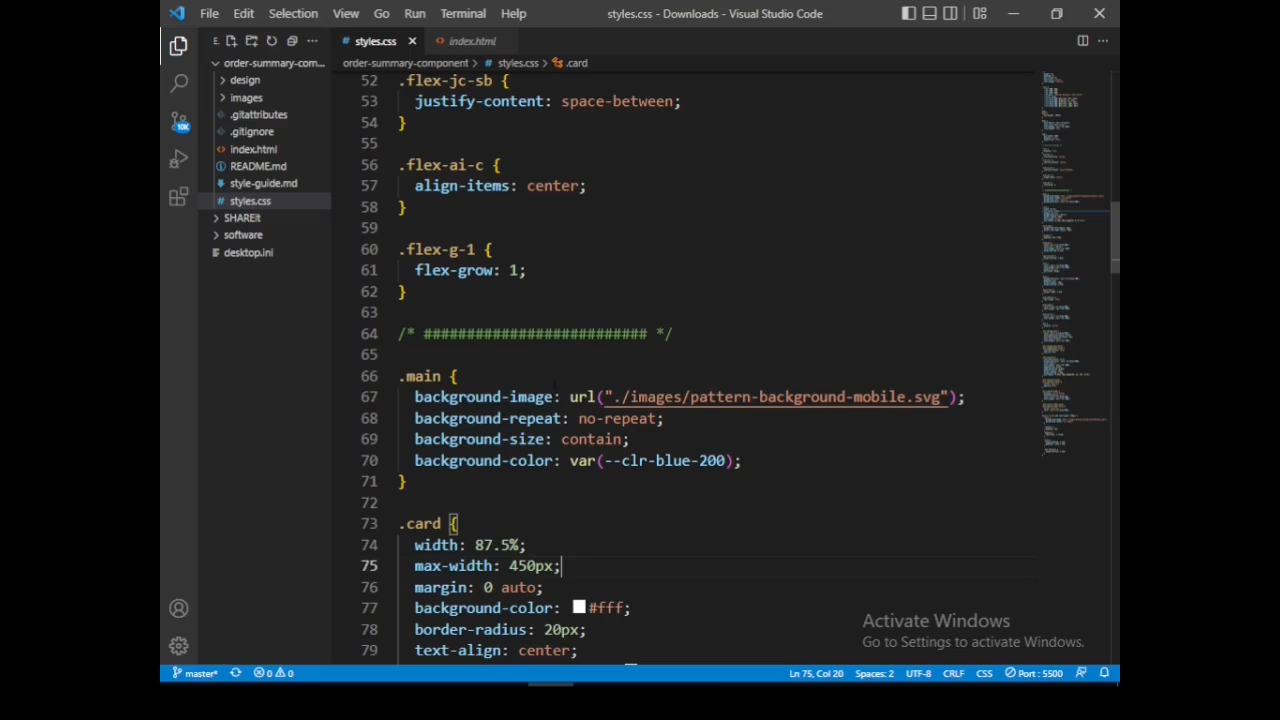 File Edit Selection View Go Run Terminal Help styles.css - Downloads - Visual Studio Code
styles.css index.html
order-summary-component > styles.css > .card
order-summary-com...
design
images
.gitattributes
.gitignore
index.html
README.md
style-guide.md
styles.css
SHAREit
software
desktop.ini
10K
52 .flex-jc-sb {
53 justify-content: space-between;
54 }
55
56 .flex-ai-c {
57 align-items: center;
58 }
59
60 .flex-g-1 {
61 flex-grow: 1;
62 }
63
64 /* ########################## */
65
66 .main {
67 background-image: url("./images/pattern-background-mobile.svg");
68 background-repeat: no-repeat;
69 background-size: contain;
70 background-color: var(--clr-blue-200);
71 }
72
73 .card {
74 width: 87.5%;
75 max-width: 450px;
76 margin: 0 auto;
77 background-color: #fff;
78 border-radius: 20px;
79 text-align: center;
Activate Windows
Go to Settings to activate Windows.
master* 0 0 Ln 75, Col 20 Spaces: 2 UTF-8 CRLF CSS Port : 5500